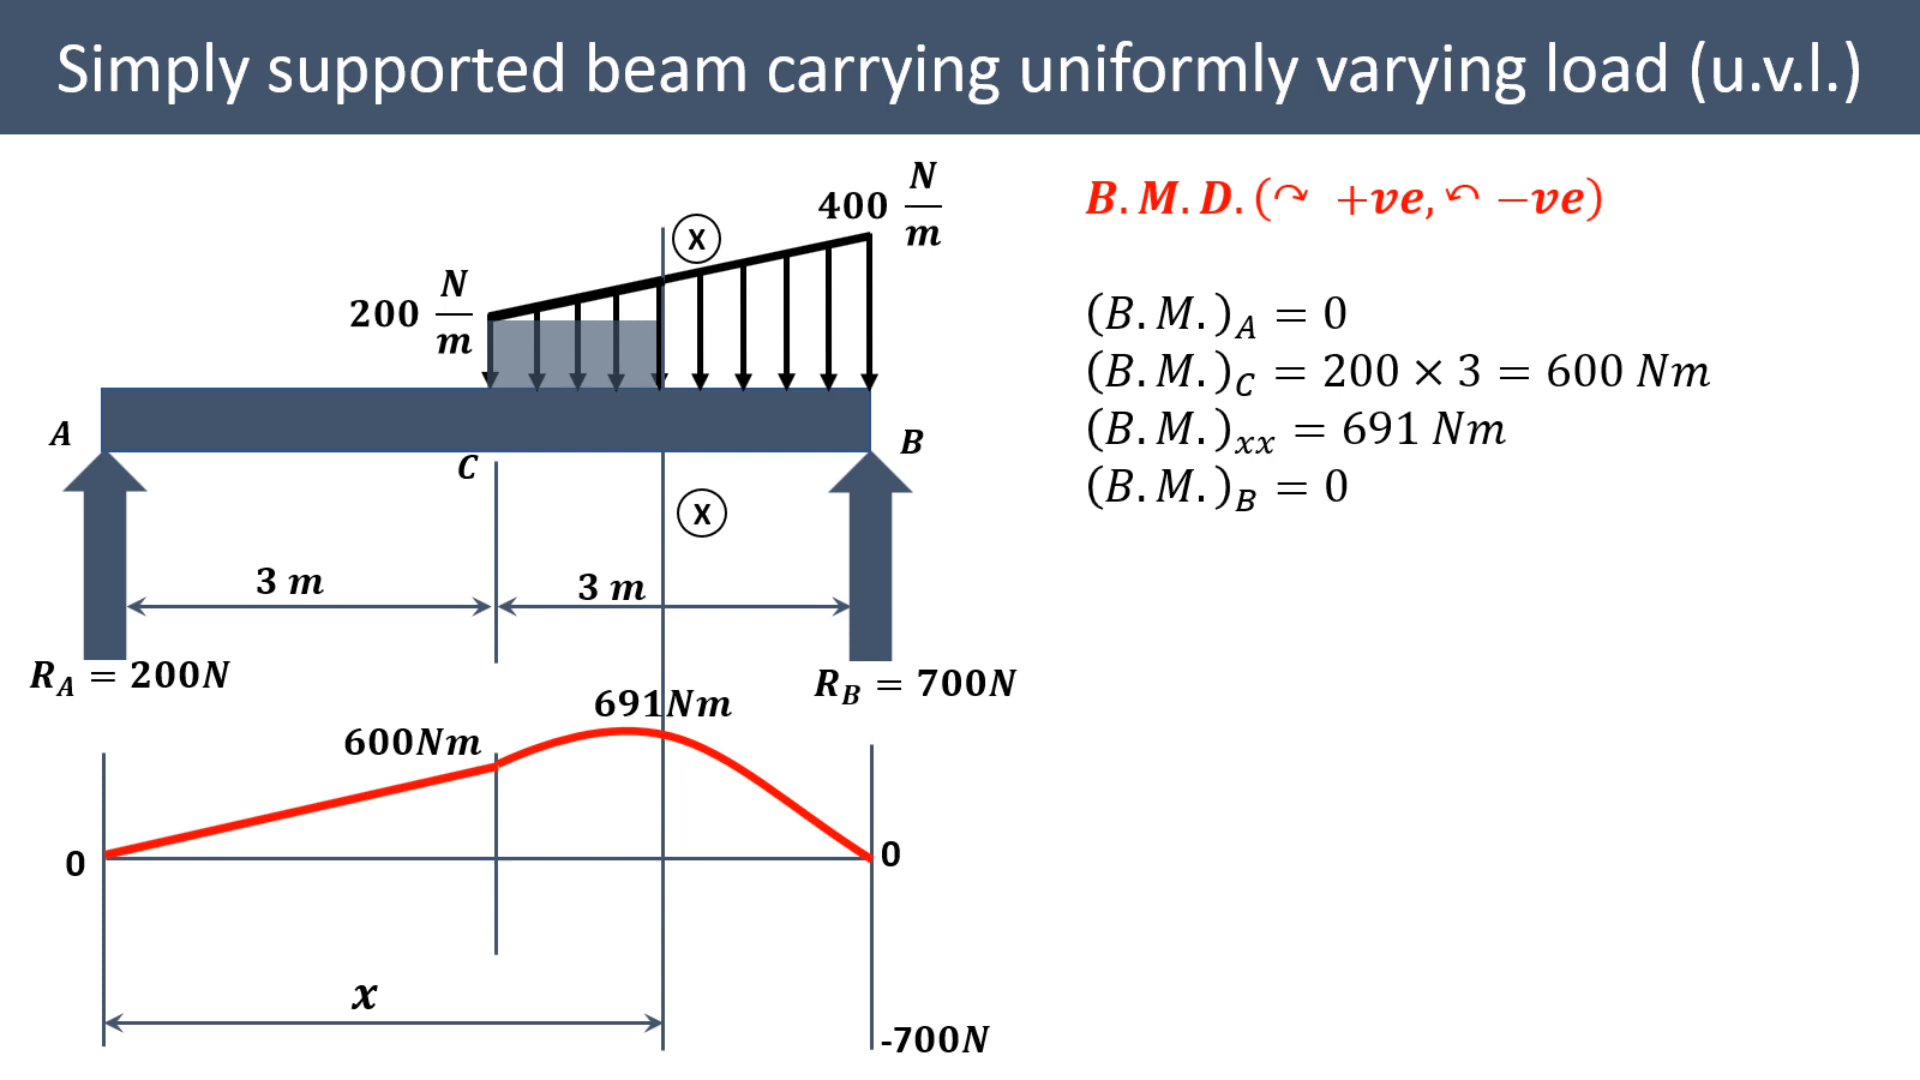 Simply supported beam carrying uniformly varying load (u.v.l.)
B.M.D.(↷ +ve,↶ −ve)
(B.M.)_A = 0
(B.M.)_C = 200 × 3 = 600 Nm
(B.M.)_xx = 691 Nm
(B.M.)_B = 0
400 N/m
X
200 N/m
A
B
C
X
3 m
3 m
R_A = 200N
R_B = 700N
691Nm
600Nm
0
0
x
-700N